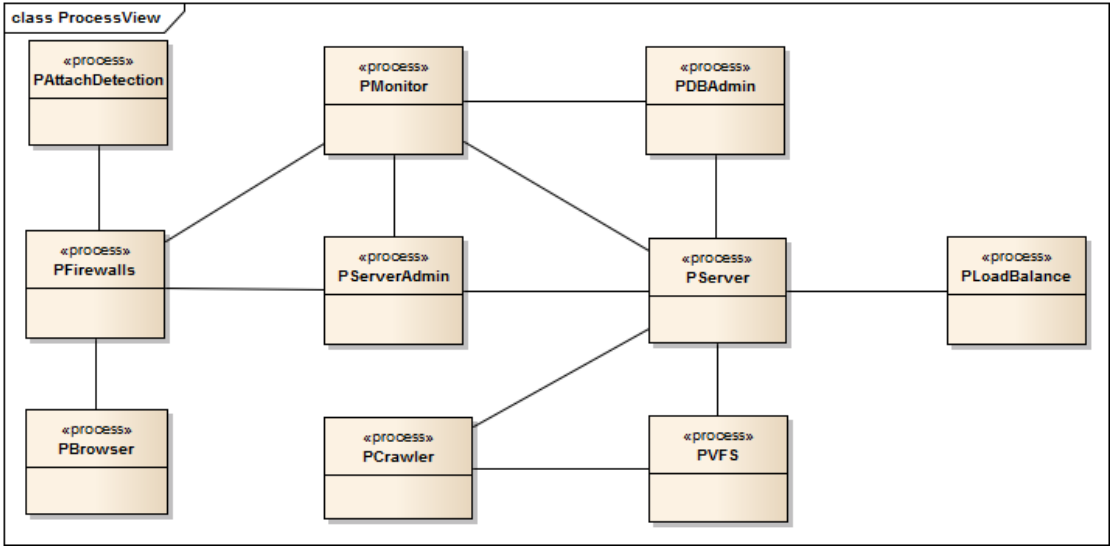 class ProcessView
«process»
PAttachDetection
«process»
PMonitor
«process»
PDBAdmin
«process»
PFirewalls
«process»
PServerAdmin
«process»
PServer
«process»
PLoadBalance
«process»
PBrowser
«process»
PCrawler
«process»
PVFS